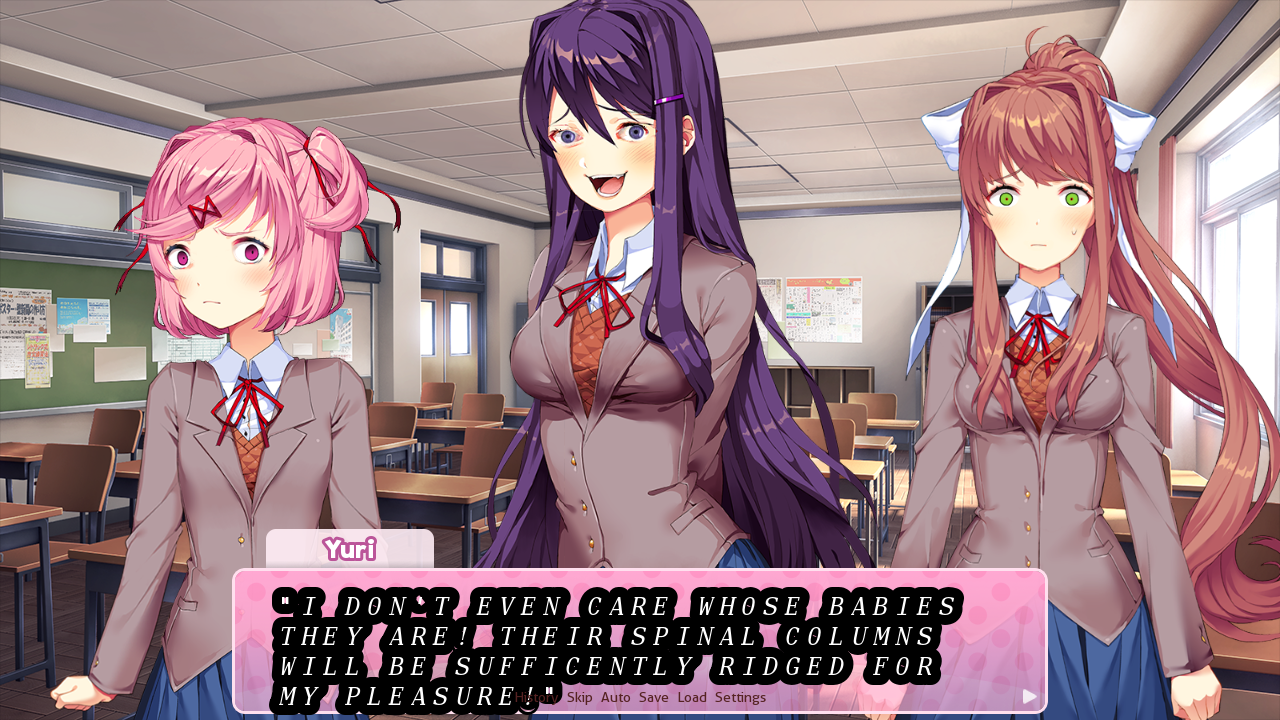 Yuri
"I DON'T EVEN CARE WHOSE BABIES
THEY ARE! THEIR SPINAL COLUMNS
WILL BE SUFFICENTLY RIDGED FOR
MY PLEASURE!"
History Skip Auto Save Load Settings